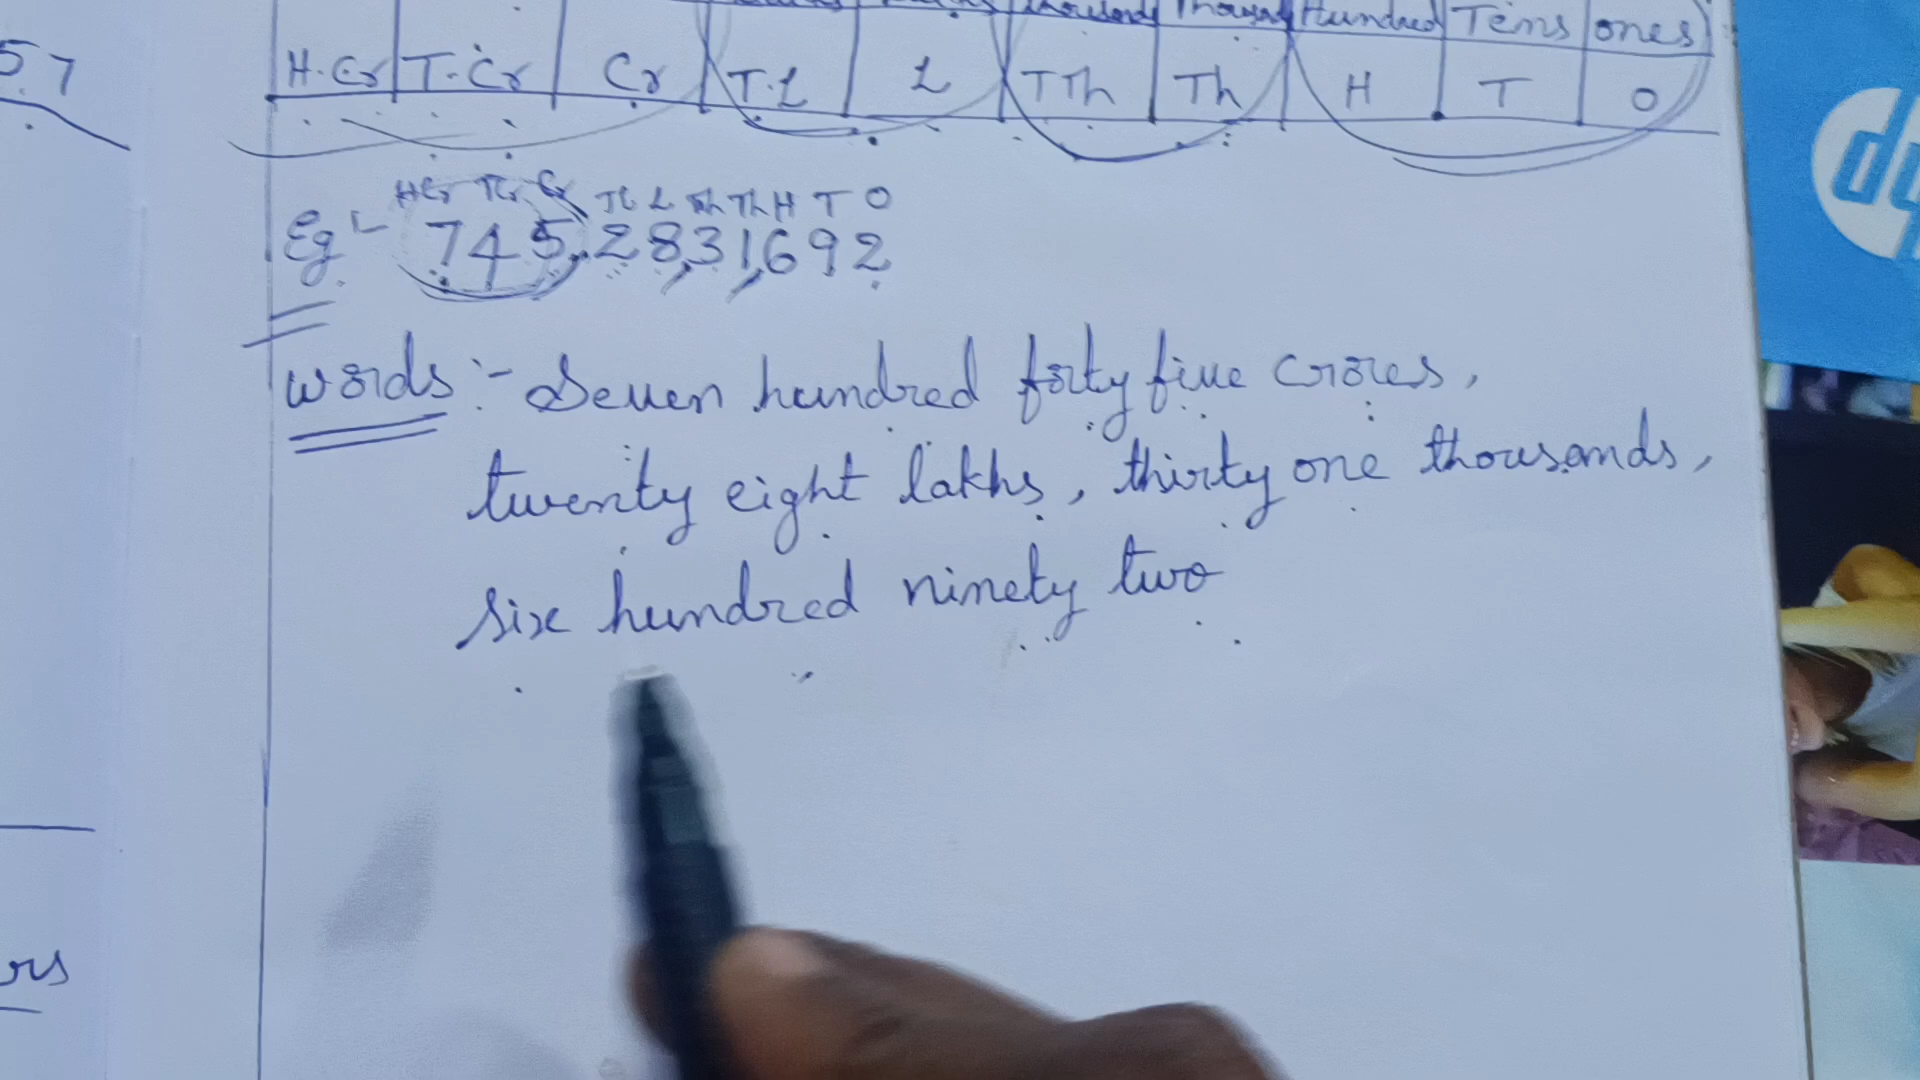 57
Thousands Thousand Hundred Tens ones
H.Cr T.Cr Cr T.L L T Th Th H T O
HCr TCr Cr TL L TTh Th H T O
Eg:- 745,28,31,692
words :- Seven hundred forty five crores,
twenty eight lakhs, thirty one thousands,
six hundred ninety two